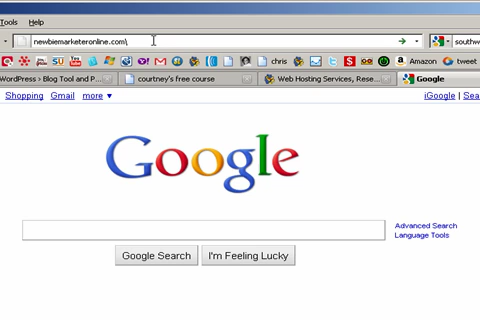 Tools Help
newbiemarketeronline.com\ southw
chris Amazon tweet
WordPress › Blog Tool and P... courtney's free course Web Hosting Services, Rese... Google
Shopping Gmail more iGoogle | Sea
Google
Advanced Search
Language Tools
Google Search I'm Feeling Lucky